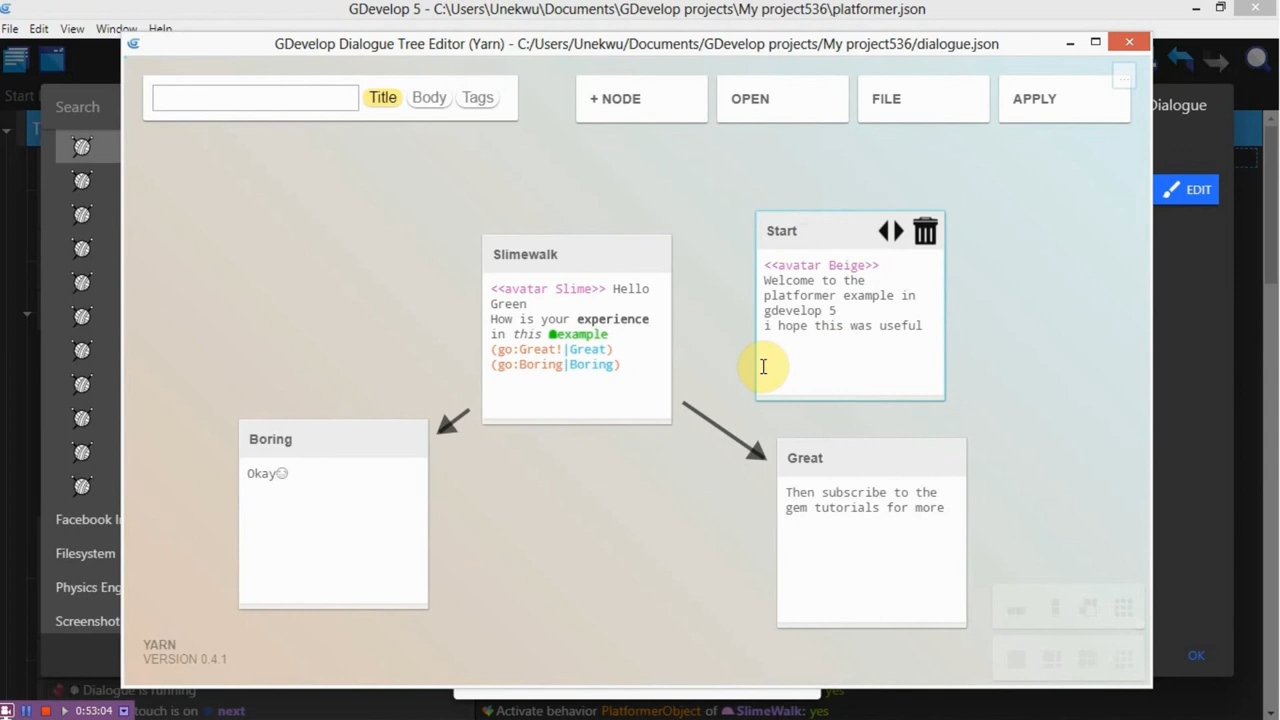 GDevelop 5 - C:\Users\Unekwu\Documents\GDevelop projects\My project536\platformer.json
File Edit View Window Help
GDevelop Dialogue Tree Editor (Yarn) - C:/Users/Unekwu/Documents/GDevelop projects/My project536/dialogue.json
Title Body Tags
+ NODE
OPEN
FILE
APPLY
Search
Dialogue
EDIT
Start
<<avatar Beige>>
Welcome to the
platformer example in
gdevelop 5
i hope this was useful
Slimewalk
<<avatar Slime>> Hello
Green
How is your experience
in this example
(go:Great!|Great)
(go:Boring|Boring)
Boring
Okay
Great
Then subscribe to the
gem tutorials for more
Facebook In
Filesystem
Physics Eng
Screenshot
YARN
VERSION 0.4.1
OK
Dialogue is running
yes
0:53:04
touch is on next
Activate behavior PlatformerObject of SlimeWalk: yes